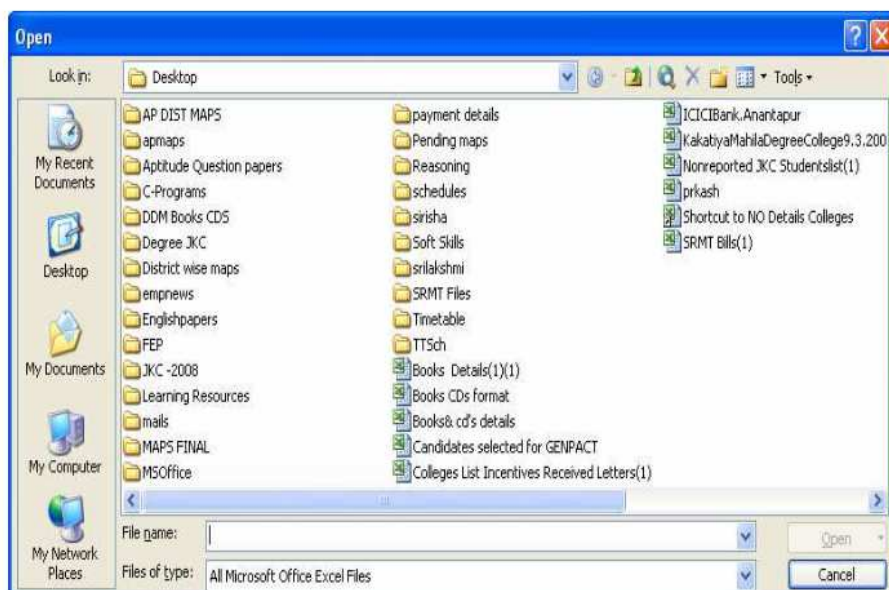 Open
Look in:
Desktop
Tools
My Recent
Documents
Desktop
My Documents
My Computer
My Network
Places
AP DIST MAPS
apmaps
Aptitude Question papers
C-Programs
DDM Books CDS
Degree JKC
District wise maps
empnews
Englishpapers
FEP
JKC -2008
Learning Resources
mails
MAPS FINAL
MSOffice
payment details
Pending maps
Reasoning
schedules
sirisha
Soft Skills
srilakshmi
SRMT Files
Timetable
TTSch
Books Details(1)(1)
Books CDs format
Books& cd's details
Candidates selected for GENPACT
Colleges List Incentives Received Letters(1)
ICICIBank.Anantapur
KakatiyaMahilaDegreeCollege9.3.200
Nonreported JKC Studentslist(1)
prkash
Shortcut to NO Details Colleges
SRMT Bills(1)
File name:
Open
Files of type:
All Microsoft Office Excel Files
Cancel